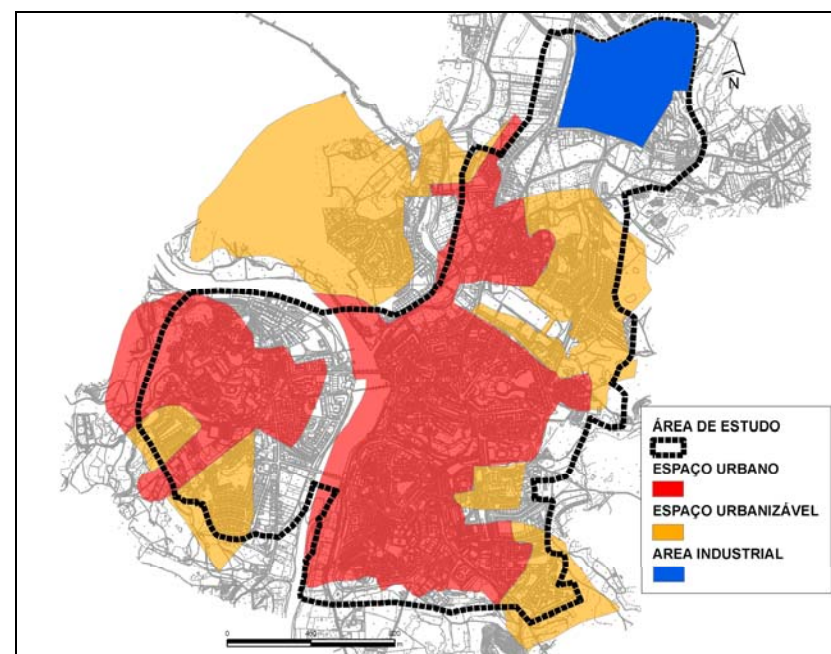 N
ÁREA DE ESTUDO
ESPAÇO URBANO
ESPAÇO URBANIZÁVEL
AREA INDUSTRIAL
0
m